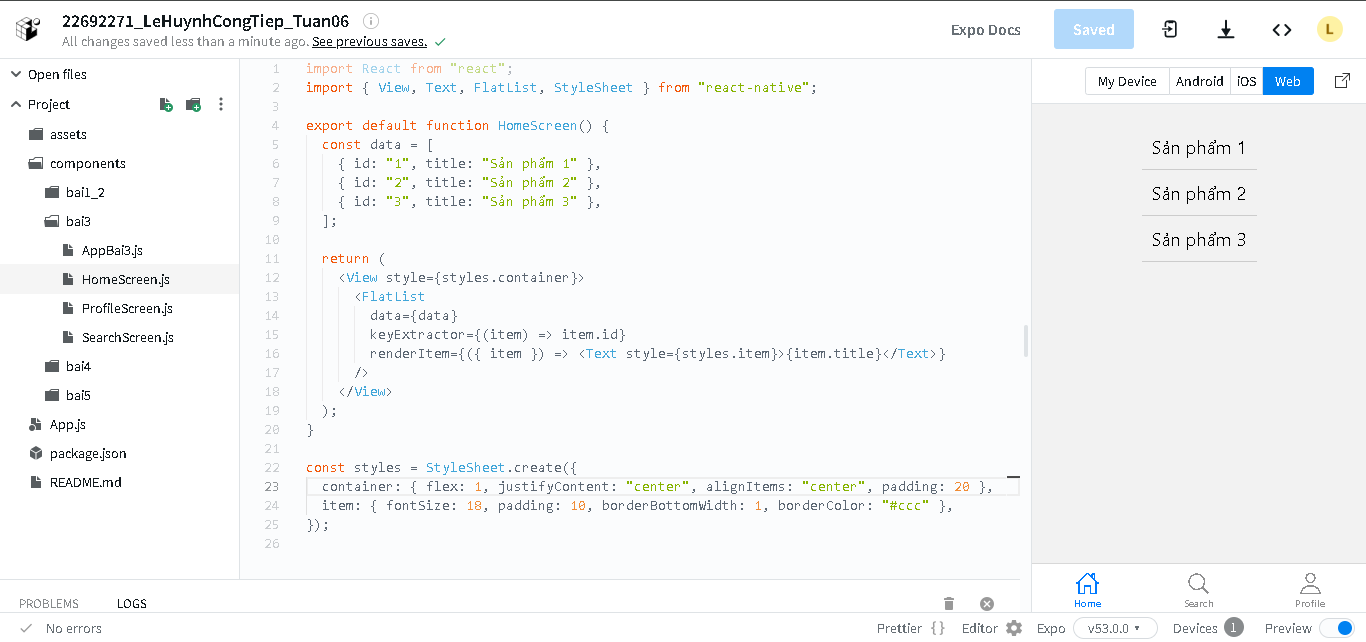 22692271_LeHuynhCongTiep_Tuan06
All changes saved less than a minute ago. See previous saves.
Expo Docs
Saved
L
Open files
Project
assets
components
bai1_2
bai3
AppBai3.js
HomeScreen.js
ProfileScreen.js
SearchScreen.js
bai4
bai5
App.js
package.json
README.md
1 import React from "react";
2 import { View, Text, FlatList, StyleSheet } from "react-native";
3
4 export default function HomeScreen() {
5 const data = [
6 { id: "1", title: "Sản phẩm 1" },
7 { id: "2", title: "Sản phẩm 2" },
8 { id: "3", title: "Sản phẩm 3" },
9 ];
10
11 return (
12 <View style={styles.container}>
13 <FlatList
14 data={data}
15 keyExtractor={(item) => item.id}
16 renderItem={({ item }) => <Text style={styles.item}>{item.title}</Text>}
17 />
18 </View>
19 );
20 }
21
22 const styles = StyleSheet.create({
23 container: { flex: 1, justifyContent: "center", alignItems: "center", padding: 20 },
24 item: { fontSize: 18, padding: 10, borderBottomWidth: 1, borderColor: "#ccc" },
25 });
26
My Device Android iOS Web
Sản phẩm 1
Sản phẩm 2
Sản phẩm 3
Home Search Profile
PROBLEMS LOGS
No errors
Prettier { } Editor Expo v53.0.0 Devices 1 Preview